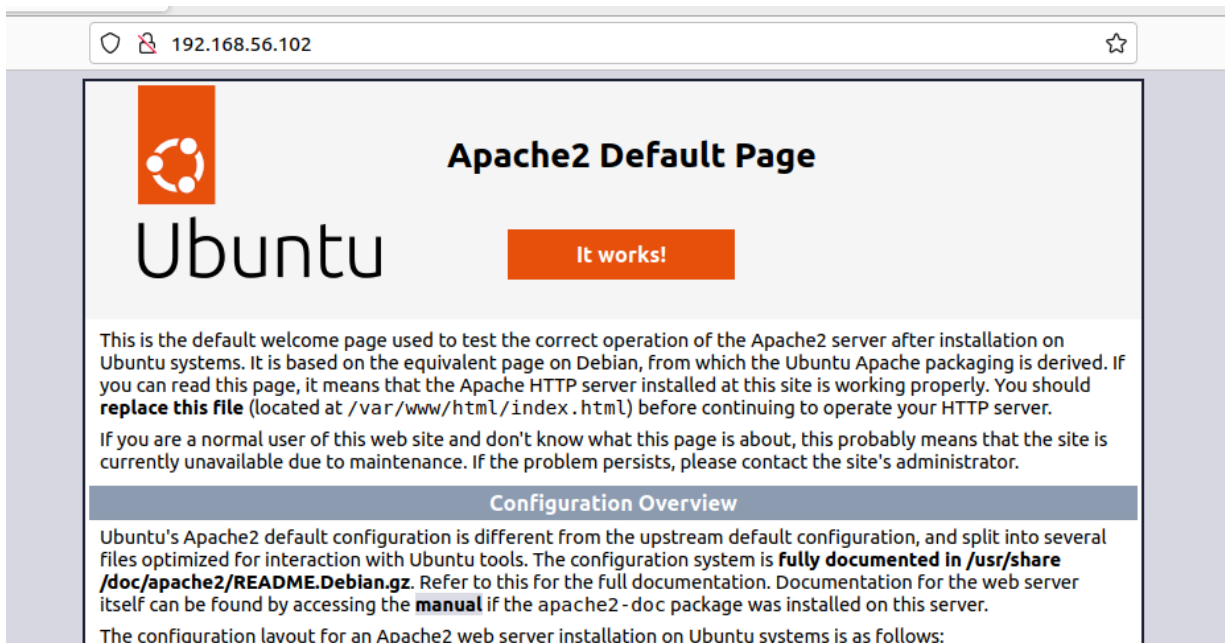 192.168.56.102
Apache2 Default Page
Ubuntu
It works!
This is the default welcome page used to test the correct operation of the Apache2 server after installation on
Ubuntu systems. It is based on the equivalent page on Debian, from which the Ubuntu Apache packaging is derived. If
you can read this page, it means that the Apache HTTP server installed at this site is working properly. You should
replace this file (located at /var/www/html/index.html) before continuing to operate your HTTP server.
If you are a normal user of this web site and don't know what this page is about, this probably means that the site is
currently unavailable due to maintenance. If the problem persists, please contact the site's administrator.
Configuration Overview
Ubuntu's Apache2 default configuration is different from the upstream default configuration, and split into several
files optimized for interaction with Ubuntu tools. The configuration system is fully documented in /usr/share
/doc/apache2/README.Debian.gz. Refer to this for the full documentation. Documentation for the web server
itself can be found by accessing the manual if the apache2-doc package was installed on this server.
The configuration layout for an Apache2 web server installation on Ubuntu systems is as follows: